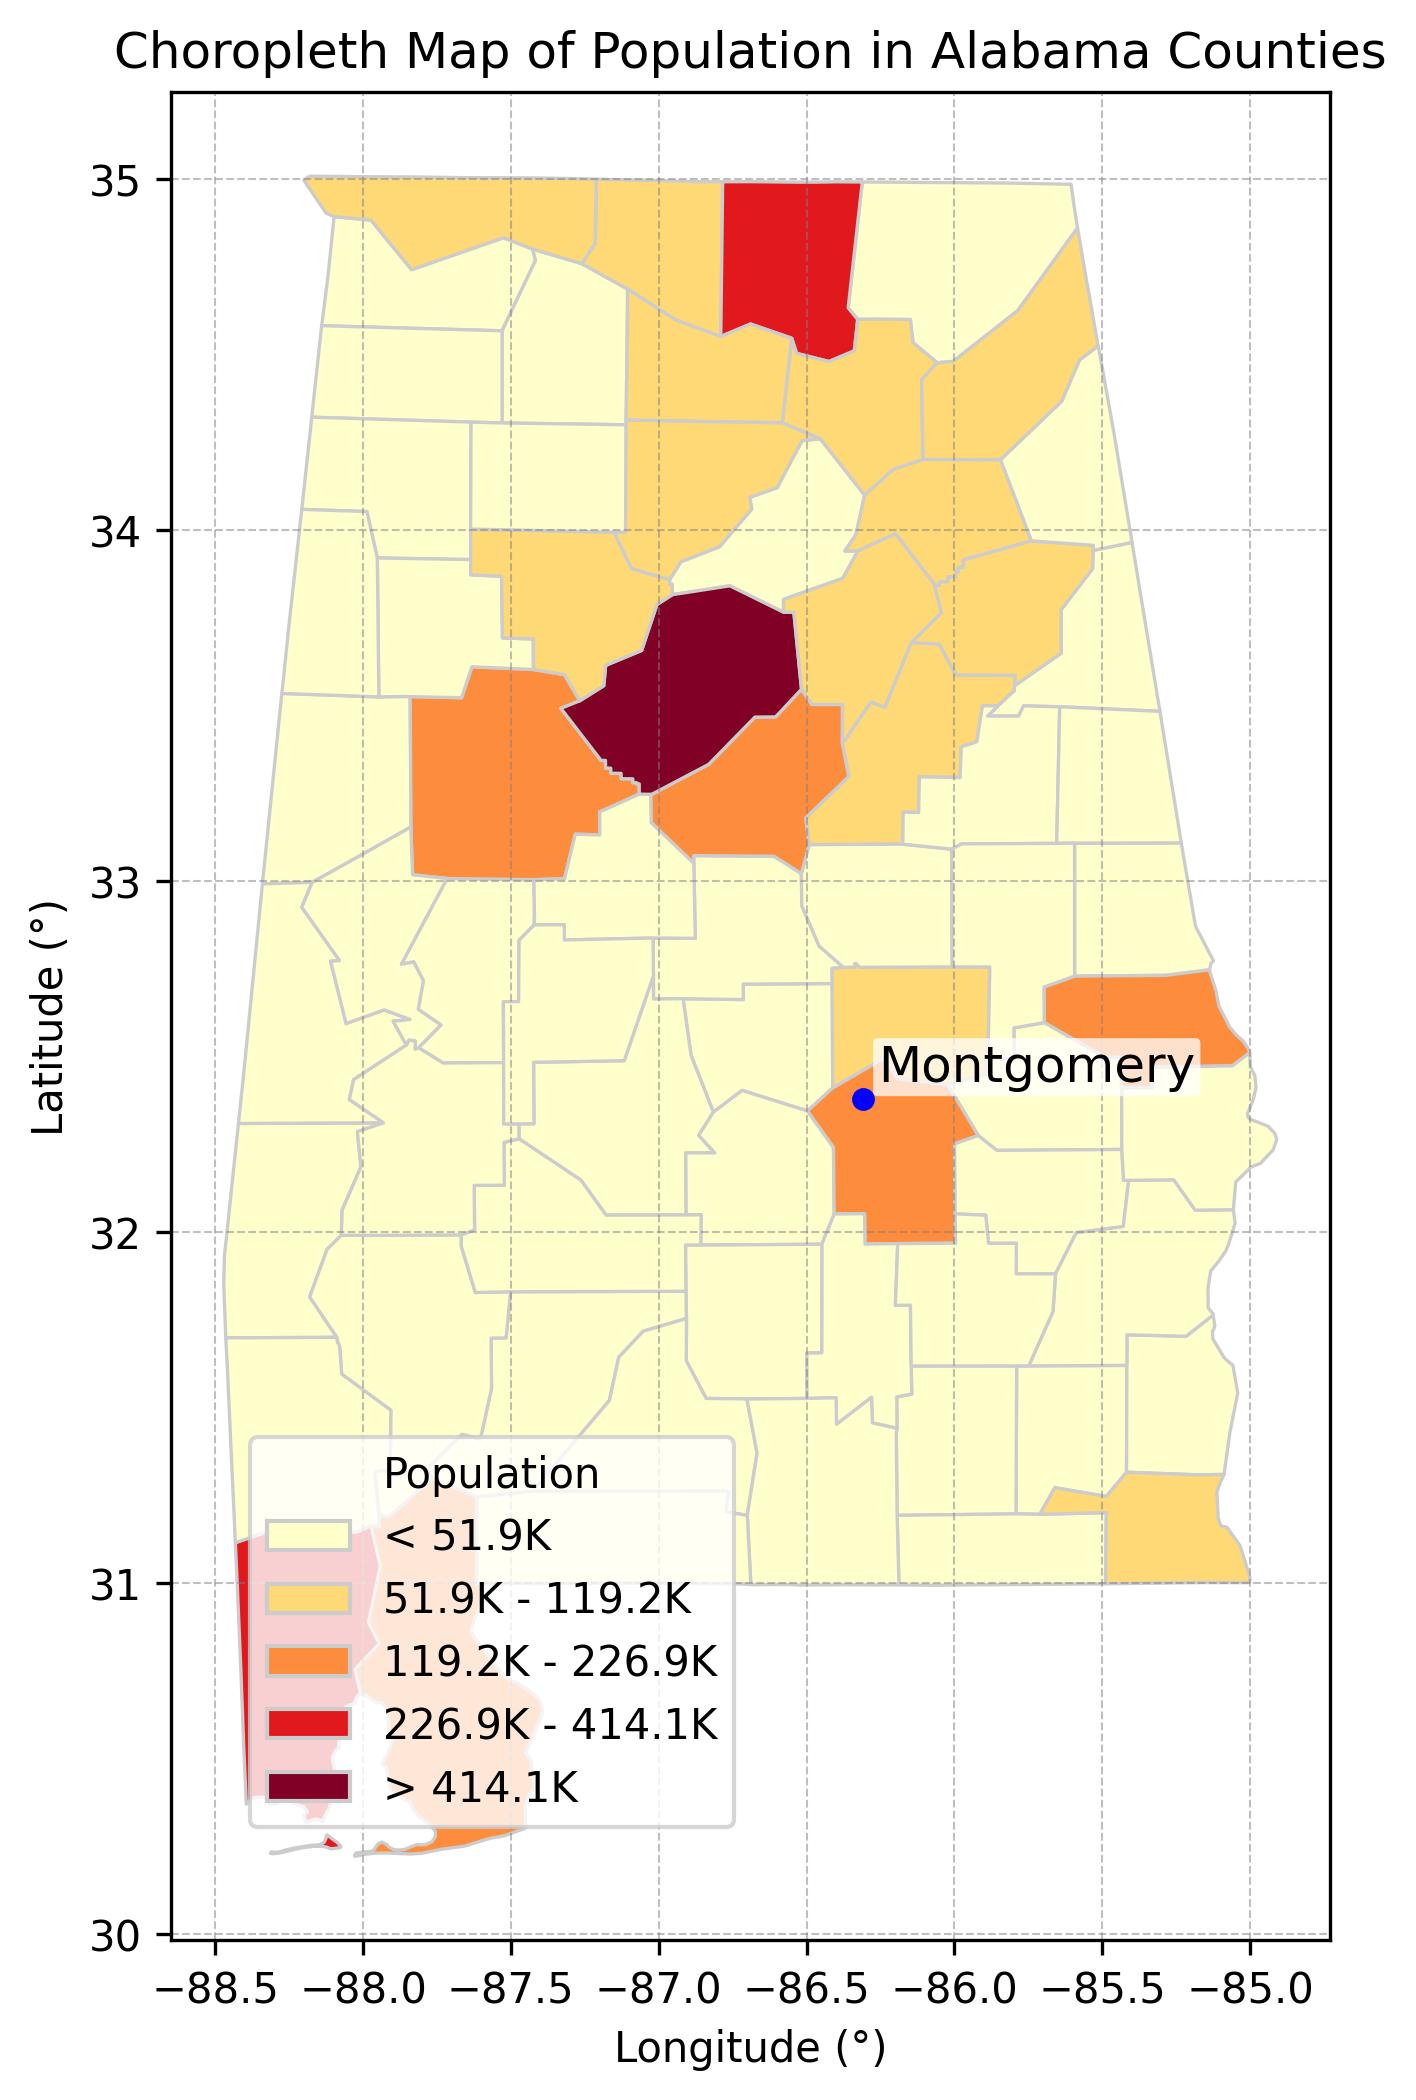 Choropleth Map of Population in Alabama Counties
35
34
33
32
31
30
Latitude (°)
Montgomery
Population
< 51.9K
51.9K - 119.2K
119.2K - 226.9K
226.9K - 414.1K
> 414.1K
−88.5 −88.0 −87.5 −87.0 −86.5 −86.0 −85.5 −85.0
Longitude (°)